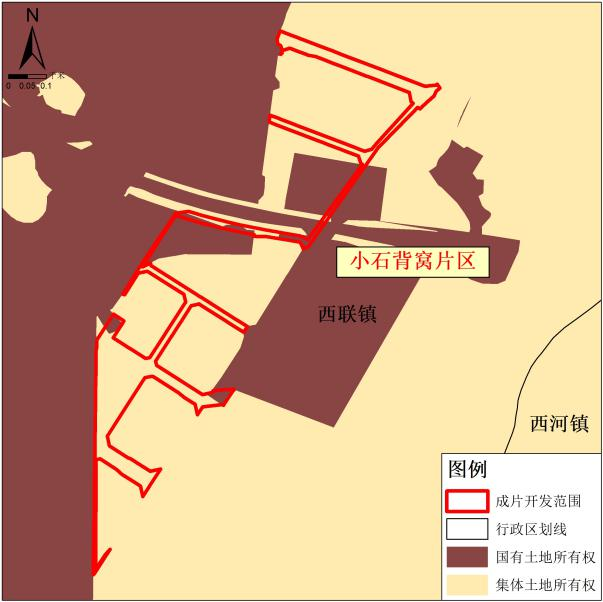 N
千米
0 0.05 0.1
小石背窝片区
西联镇
西河镇
图例
成片开发范围
行政区划线
国有土地所有权
集体土地所有权